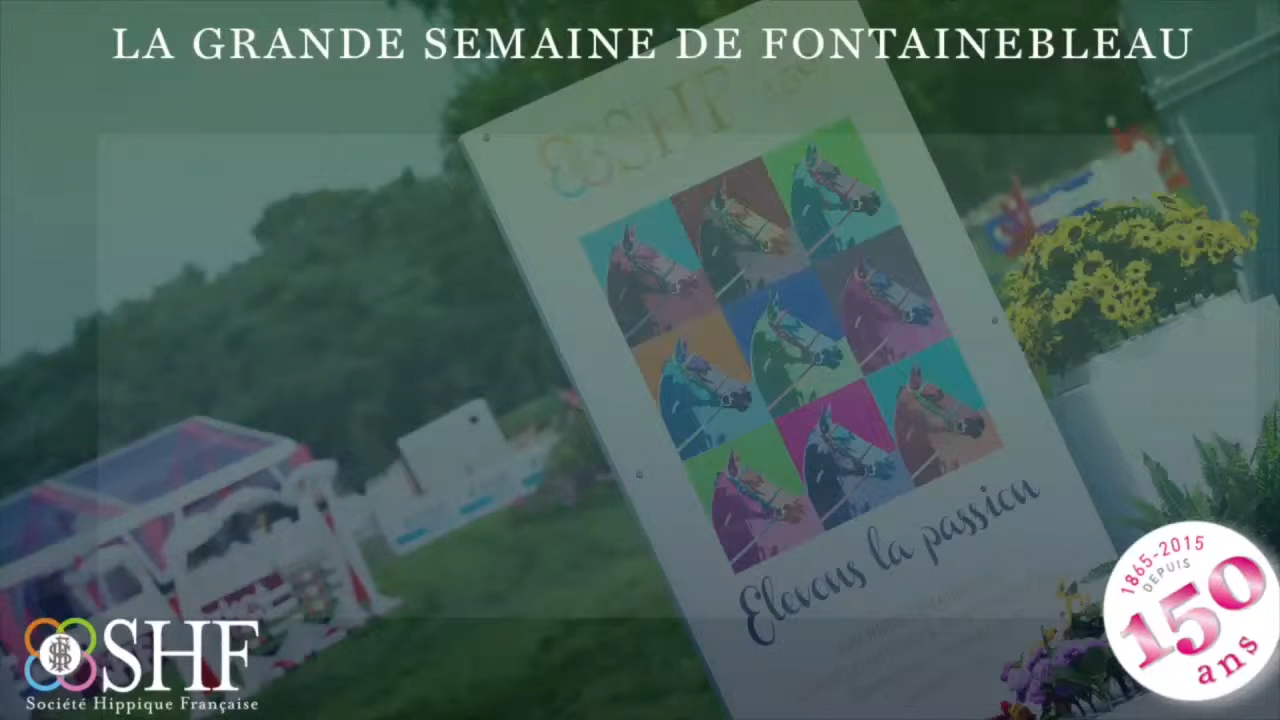 LA GRANDE SEMAINE DE FONTAINEBLEAU
SHF
Elevons la passion
1865-2015
DEPUIS
150
ans
SHF
Société Hippique Française